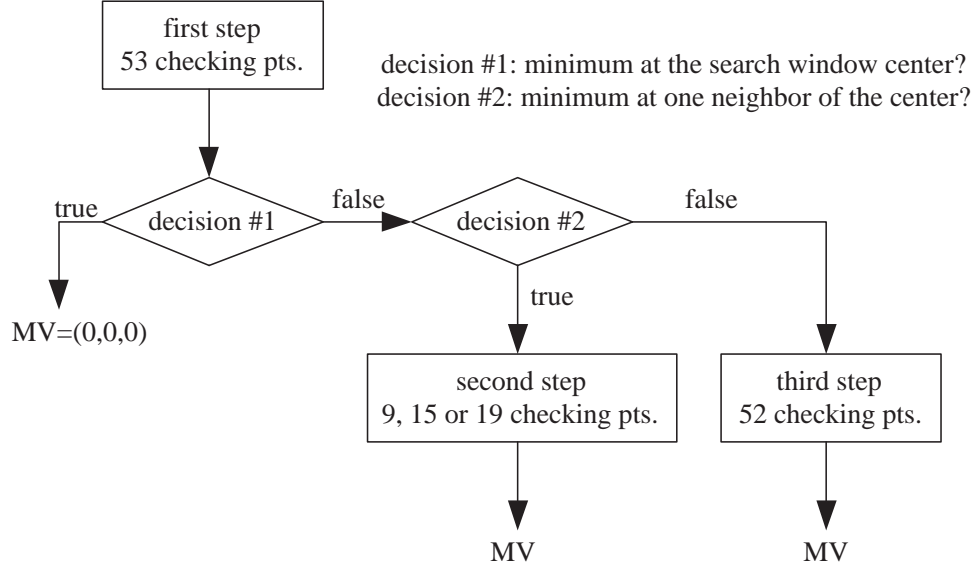 first step
53 checking pts.
decision #1: minimum at the search window center?
decision #2: minimum at one neighbor of the center?
true
decision #1
false
decision #2
false
MV=(0,0,0)
true
second step
9, 15 or 19 checking pts.
third step
52 checking pts.
MV
MV